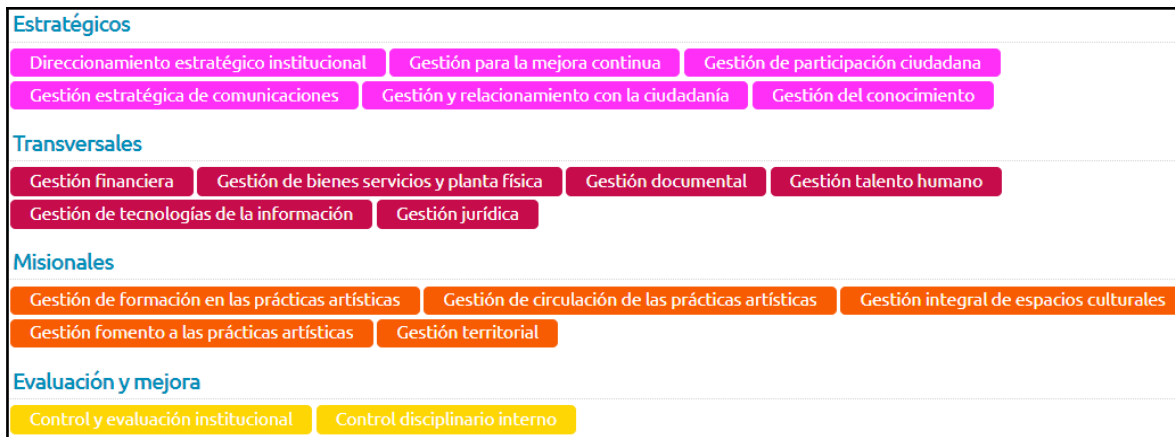 Estratégicos
Direccionamiento estratégico institucional Gestión para la mejora continua Gestión de participación ciudadana
Gestión estratégica de comunicaciones Gestión y relacionamiento con la ciudadanía Gestión del conocimiento
Transversales
Gestión financiera Gestión de bienes servicios y planta física Gestión documental Gestión talento humano
Gestión de tecnologías de la información Gestión jurídica
Misionales
Gestión de formación en las prácticas artísticas Gestión de circulación de las prácticas artísticas Gestión integral de espacios culturales
Gestión fomento a las prácticas artísticas Gestión territorial
Evaluación y mejora
Control y evaluación institucional Control disciplinario interno